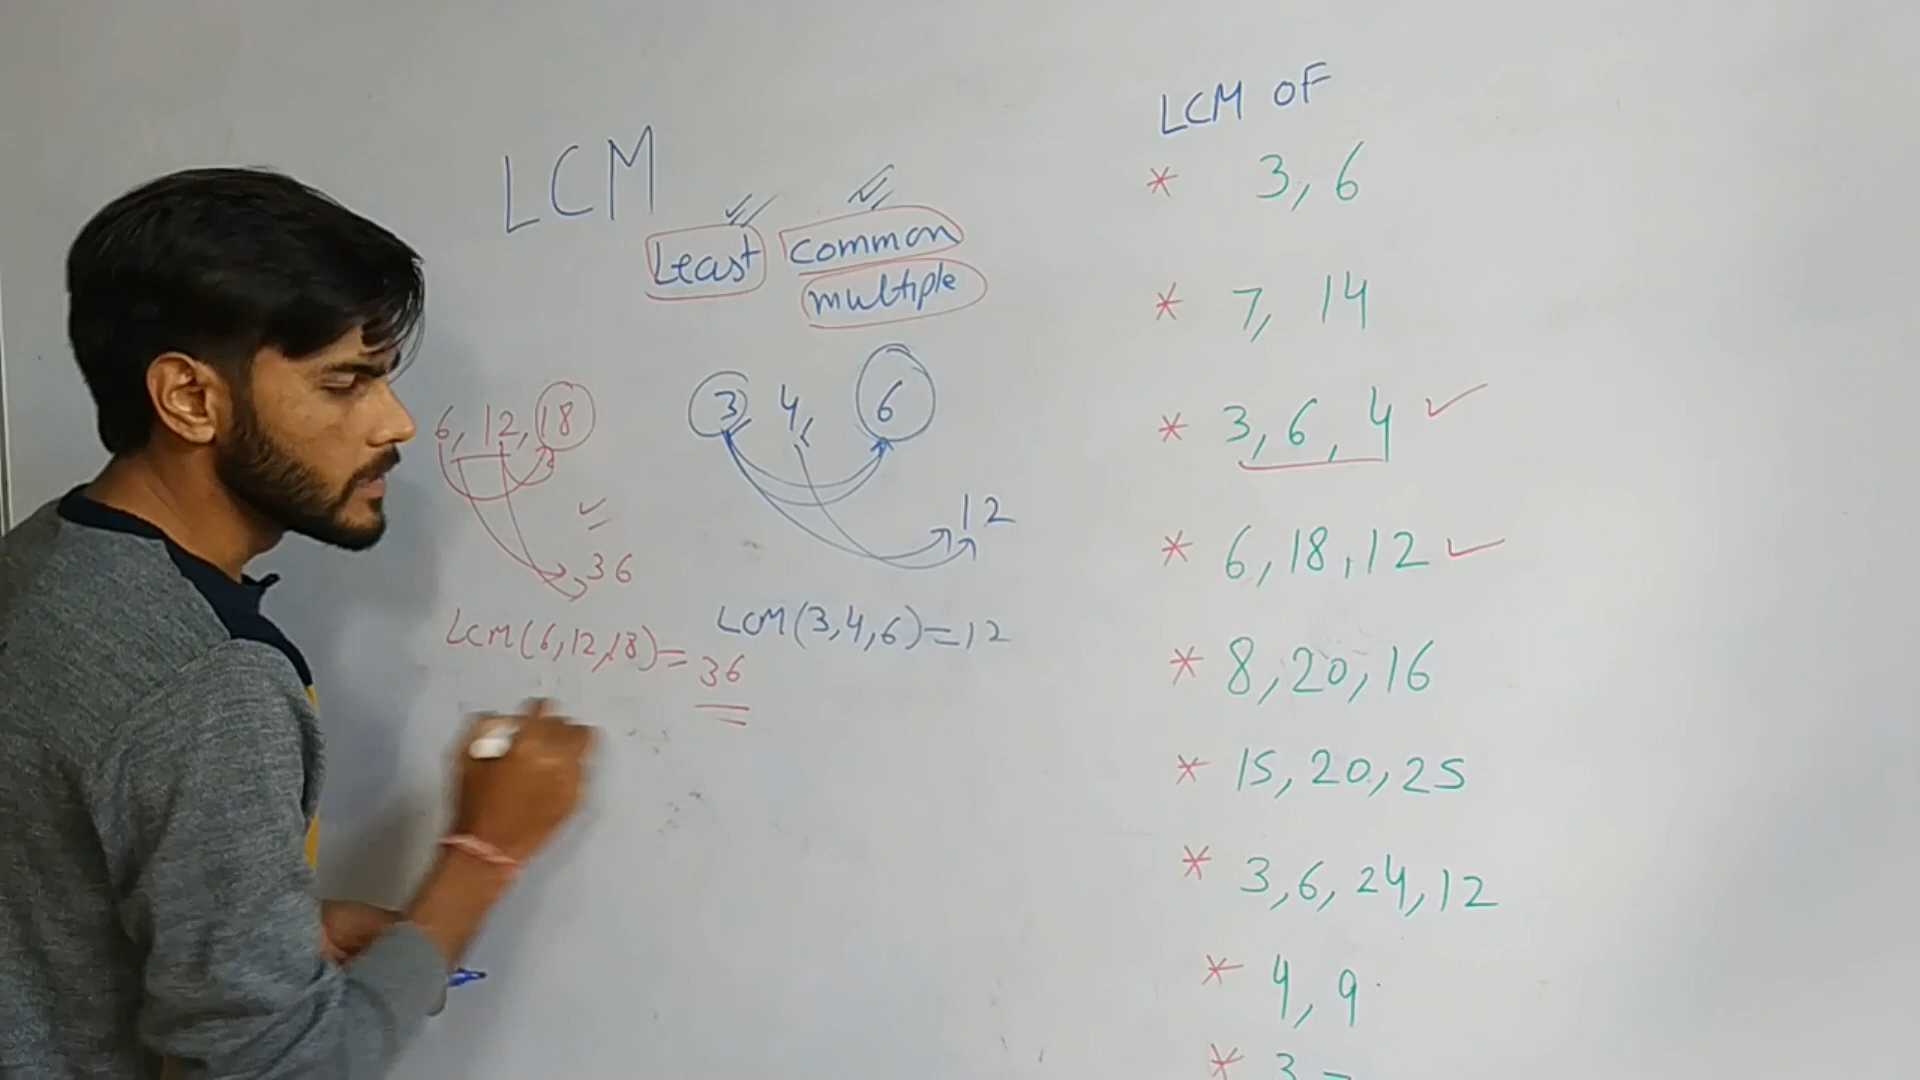 LCM
Least common
multiple
6, 12, 18
36
LCM(6,12,18)=
36
3, 4, 6
12
LCM(3,4,6)=12
LCM OF
* 3, 6
* 7, 14
* 3, 6, 4 ✓
* 6, 18, 12 ✓
* 8, 20, 16
* 15, 20, 25
* 3, 6, 24, 12
* 4, 9
* 3